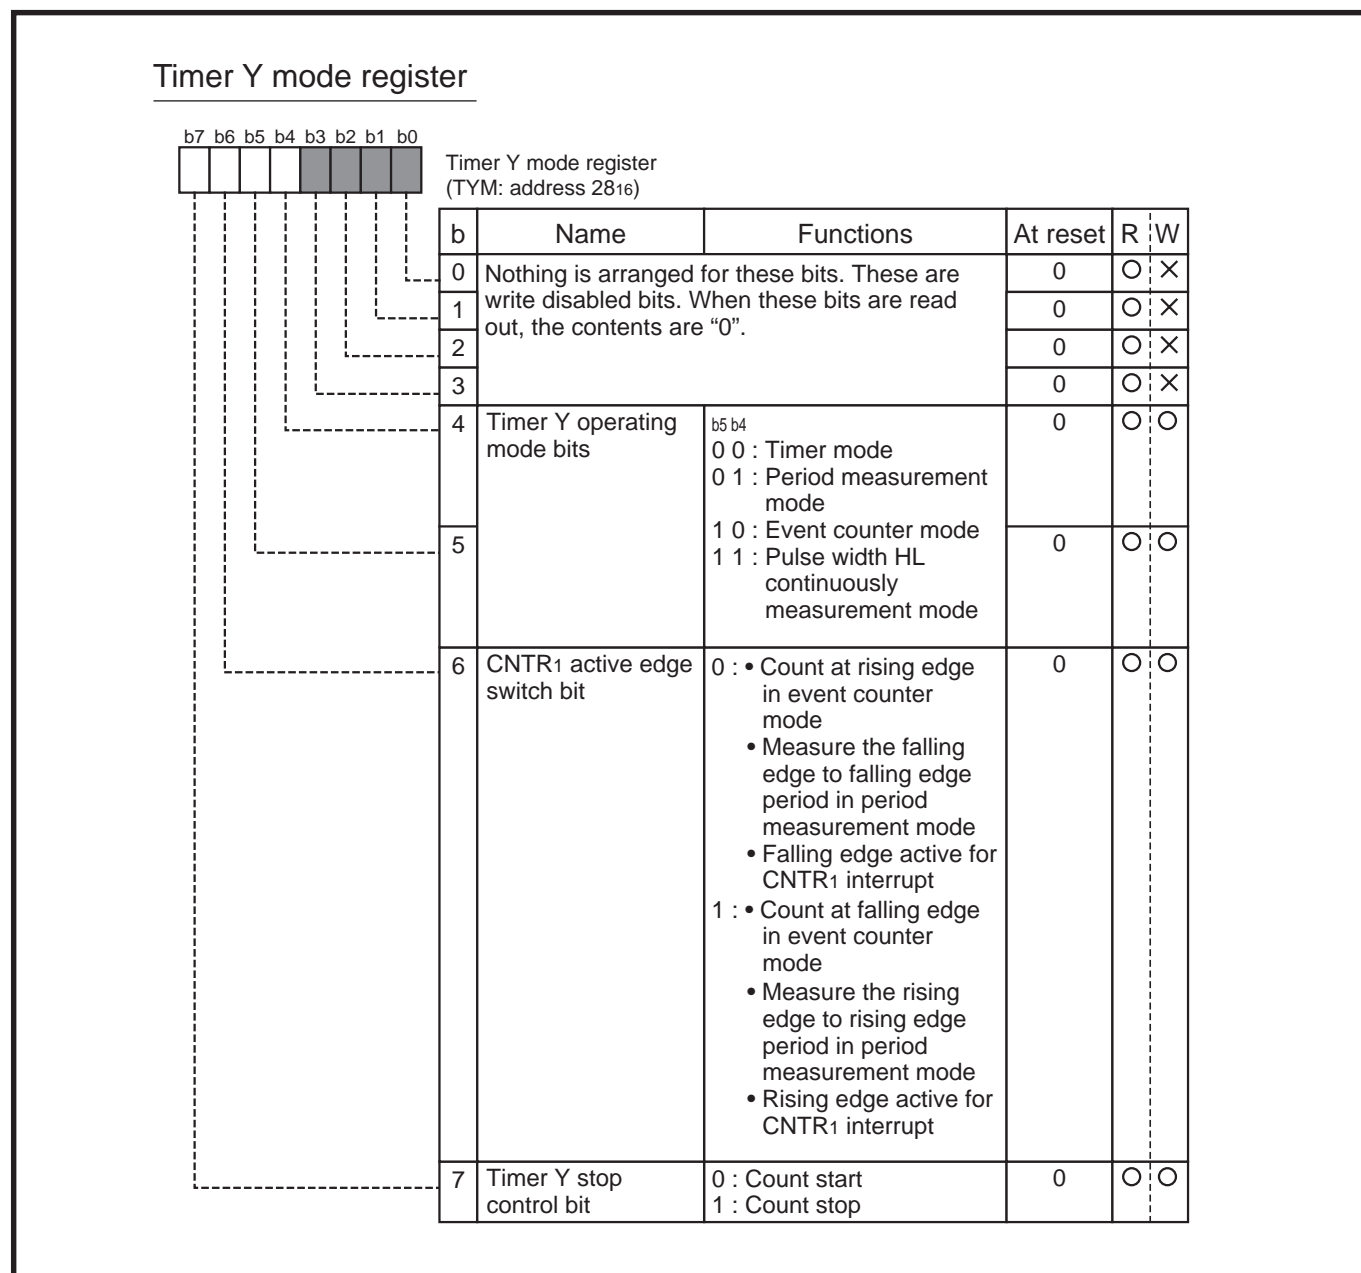 Timer Y mode register
b7 b6 b5 b4 b3 b2 b1 b0
Timer Y mode register
(TYM: address 2816)
b Name Functions At reset R W
0 Nothing is arranged for these bits. These are 0 ○ ×
write disabled bits. When these bits are read
1 0 ○ ×
out, the contents are “0”.
2 0 ○ ×
3 0 ○ ×
4 Timer Y operating b5 b4 0 ○ ○
mode bits 0 0 : Timer mode
0 1 : Period measurement
mode
1 0 : Event counter mode
5 1 1 : Pulse width HL 0 ○ ○
continuously
measurement mode
6 CNTR1 active edge 0 : • Count at rising edge 0 ○ ○
switch bit in event counter
mode
• Measure the falling
edge to falling edge
period in period
measurement mode
• Falling edge active for
CNTR1 interrupt
1 : • Count at falling edge
in event counter
mode
• Measure the rising
edge to rising edge
period in period
measurement mode
• Rising edge active for
CNTR1 interrupt
7 Timer Y stop 0 : Count start 0 ○ ○
control bit 1 : Count stop